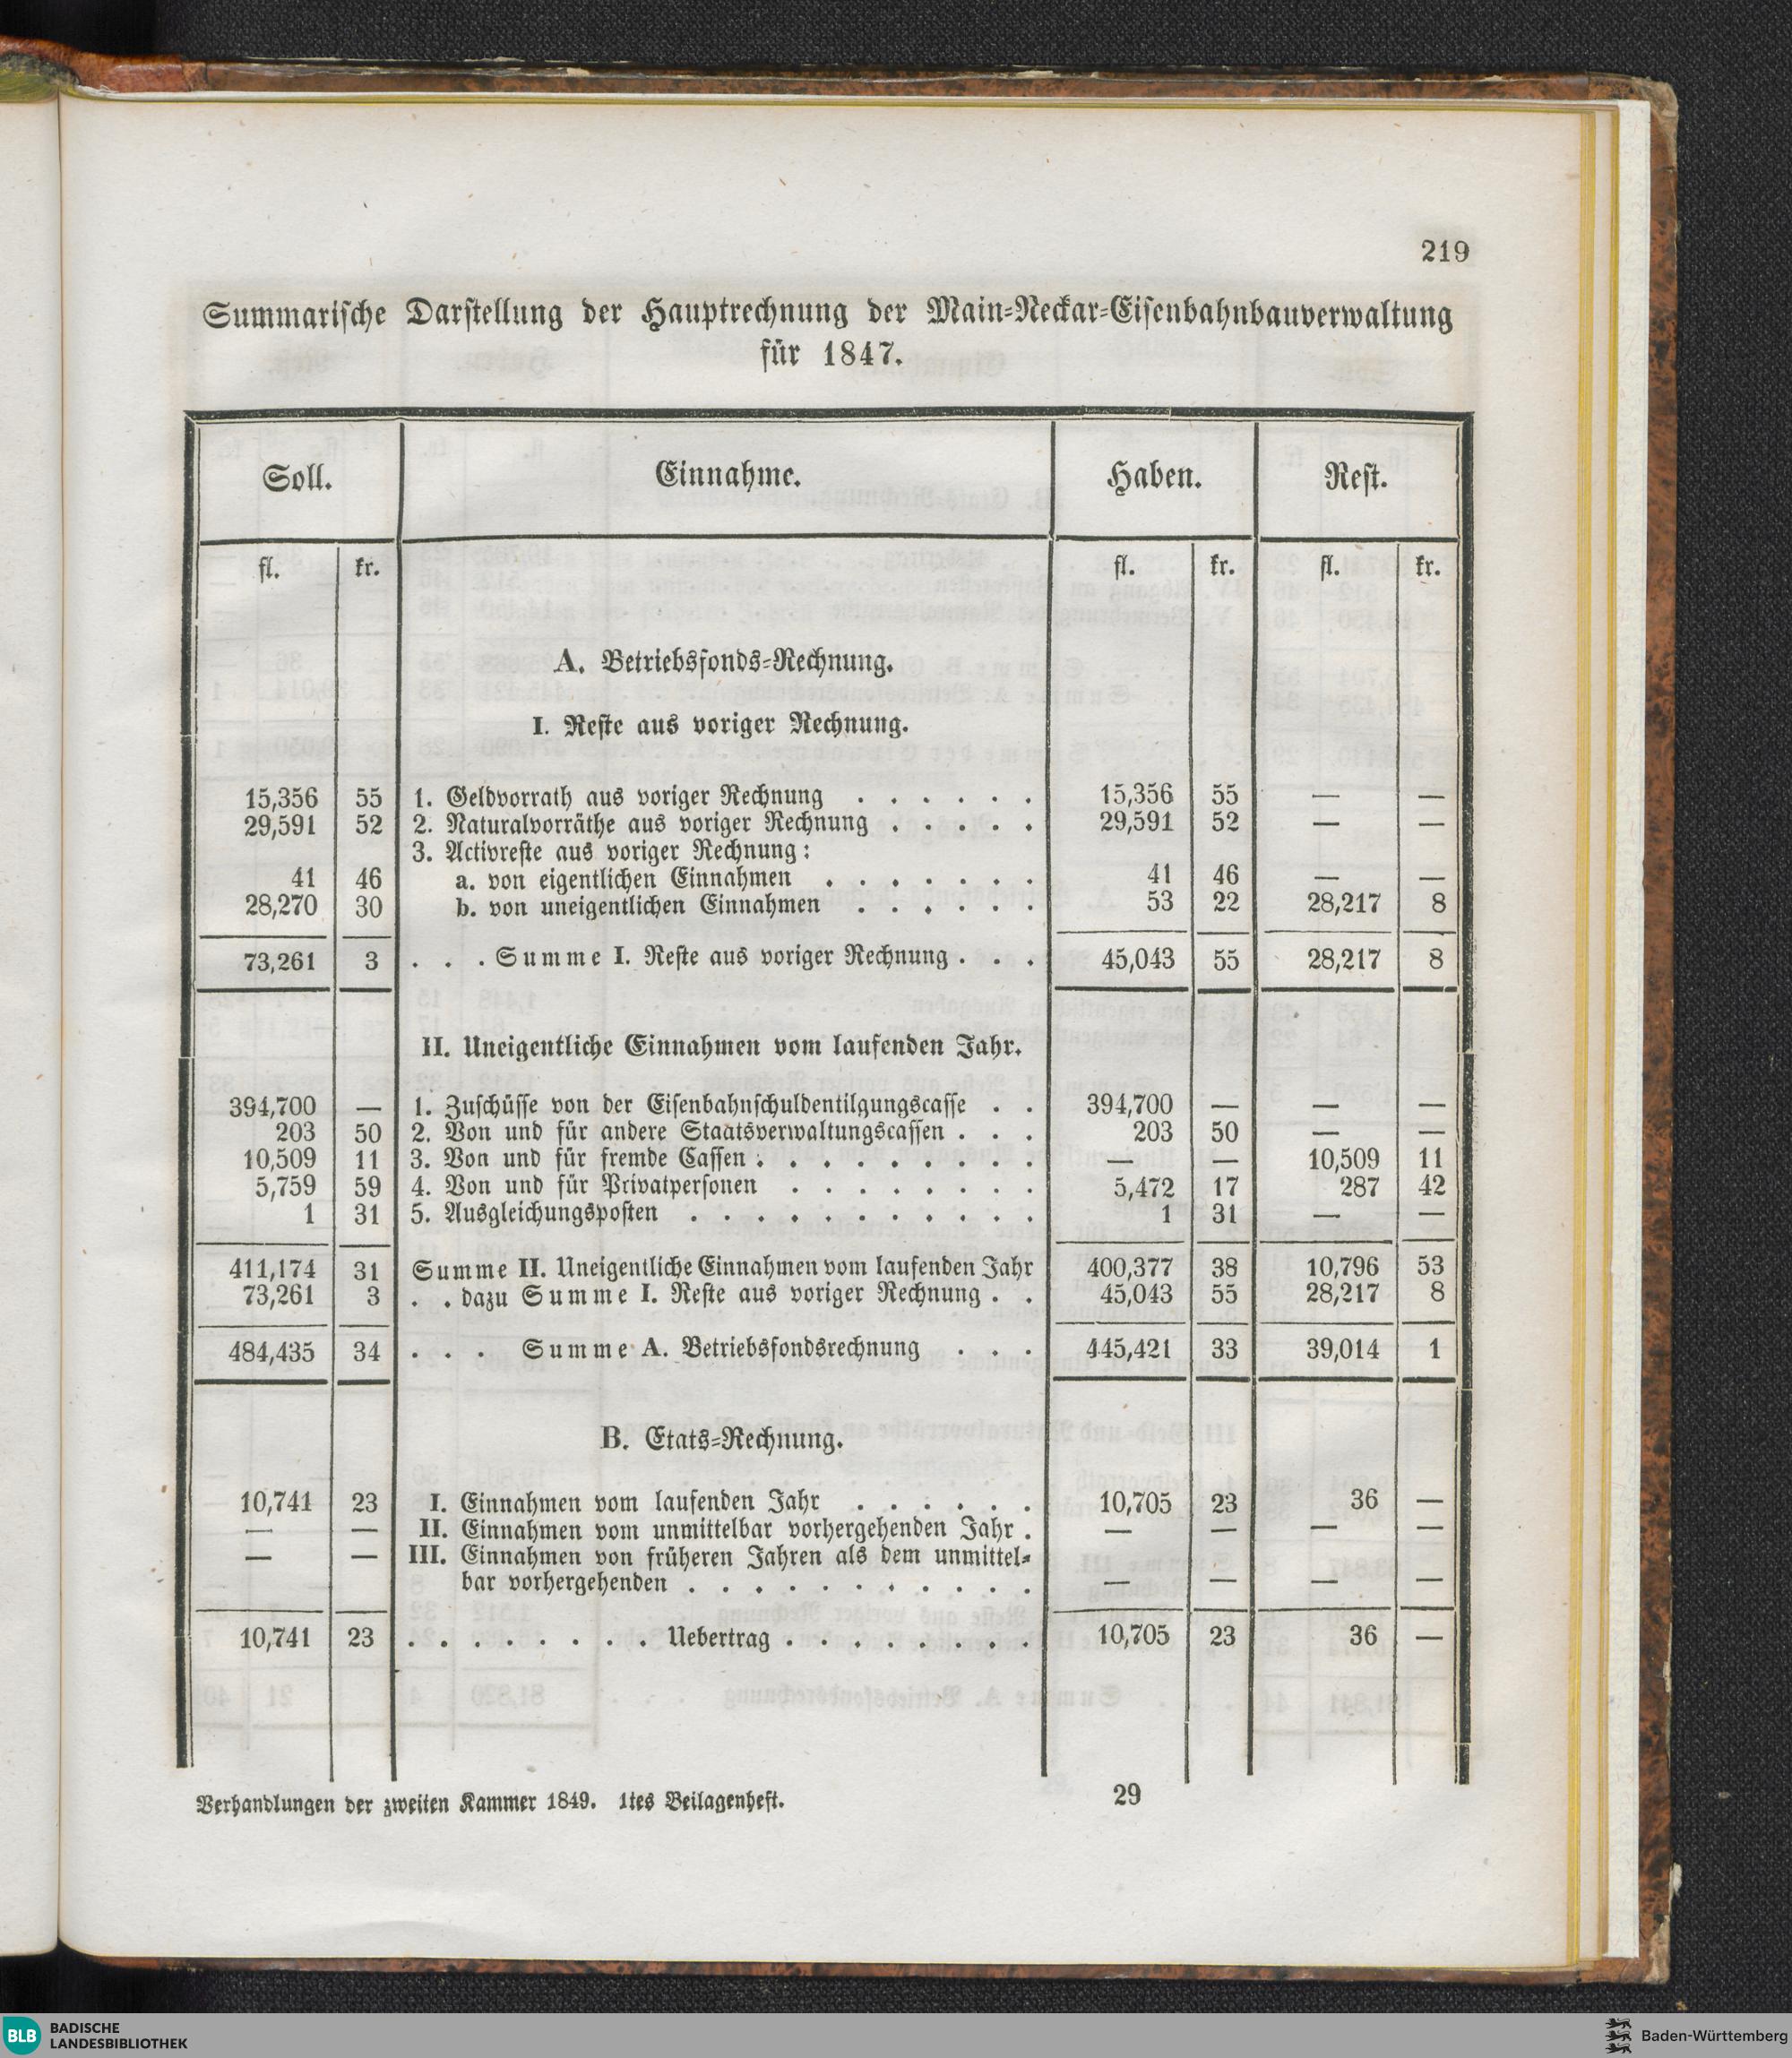 219
Summarische Darstellung der Hauptrechnung der Main-Neckar-Eisenbahnbauverwaltung
für 1847.
Soll. Einnahme. Haben. Rest.
fl. kr. fl. kr. fl. kr.
A. Betriebsfonds-Rechnung.
I. Reste aus voriger Rechnung.
15,356 55 1. Geldvorrath aus voriger Rechnung . . . . . . 15,356 55 — —
29,591 52 2. Naturalvorräthe aus voriger Rechnung . . . . . 29,591 52 — —
3. Activreste aus voriger Rechnung:
41 46 a. von eigentlichen Einnahmen . . . . . . . 41 46 — —
28,270 30 b. von uneigentlichen Einnahmen . . . . . . 53 22 28,217 8
73,261 3 . . . Summe I. Reste aus voriger Rechnung . . . 45,043 55 28,217 8
II. Uneigentliche Einnahmen vom laufenden Jahr.
394,700 — 1. Zuschüsse von der Eisenbahnschuldentilgungscasse . . 394,700 — — —
203 50 2. Von und für andere Staatsverwaltungscassen . . . 203 50 — —
10,509 11 3. Von und für fremde Cassen . . . . . . . . . — — 10,509 11
5,759 59 4. Von und für Privatpersonen . . . . . . . . 5,472 17 287 42
1 31 5. Ausgleichungsposten . . . . . . . . . . . 1 31 — —
411,174 31 Summe II. Uneigentliche Einnahmen vom laufenden Jahr 400,377 38 10,796 53
73,261 3 . . dazu Summe I. Reste aus voriger Rechnung . . 45,043 55 28,217 8
484,435 34 . . . Summe A. Betriebsfondsrechnung . . . 445,421 33 39,014 1
B. Etats-Rechnung.
10,741 23 I. Einnahmen vom laufenden Jahr . . . . . . 10,705 23 36 —
— — II. Einnahmen vom unmittelbar vorhergehenden Jahr . — — — —
— — III. Einnahmen von früheren Jahren als dem unmittel-
bar vorhergehenden . . . . . . . . . . . — — — —
10,741 23 . . . . . . . . Uebertrag . . . . . . . . 10,705 23 36 —
Verhandlungen der zweiten Kammer 1849. 1tes Beilagenheft. 29
BLB BADISCHE
LANDESBIBLIOTHEK
Baden-Württemberg